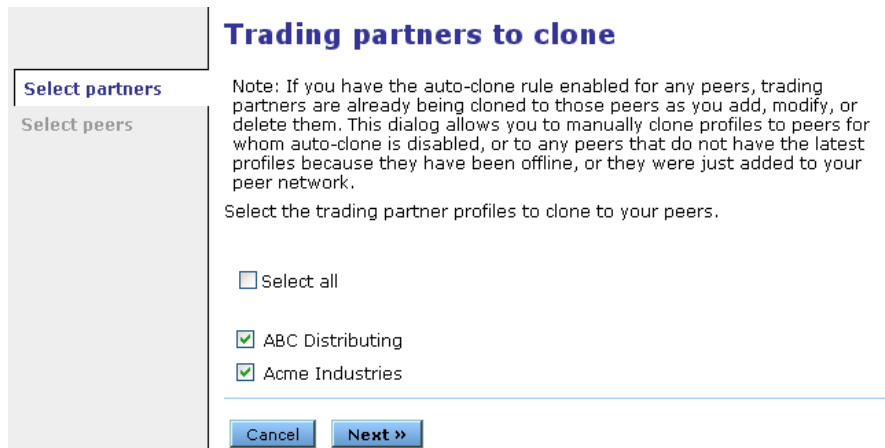 Trading partners to clone
Select partners
Select peers
Note: If you have the auto-clone rule enabled for any peers, trading
partners are already being cloned to those peers as you add, modify, or
delete them. This dialog allows you to manually clone profiles to peers for
whom auto-clone is disabled, or to any peers that do not have the latest
profiles because they have been offline, or they were just added to your
peer network.
Select the trading partner profiles to clone to your peers.
Select all
ABC Distributing
Acme Industries
Cancel
Next »